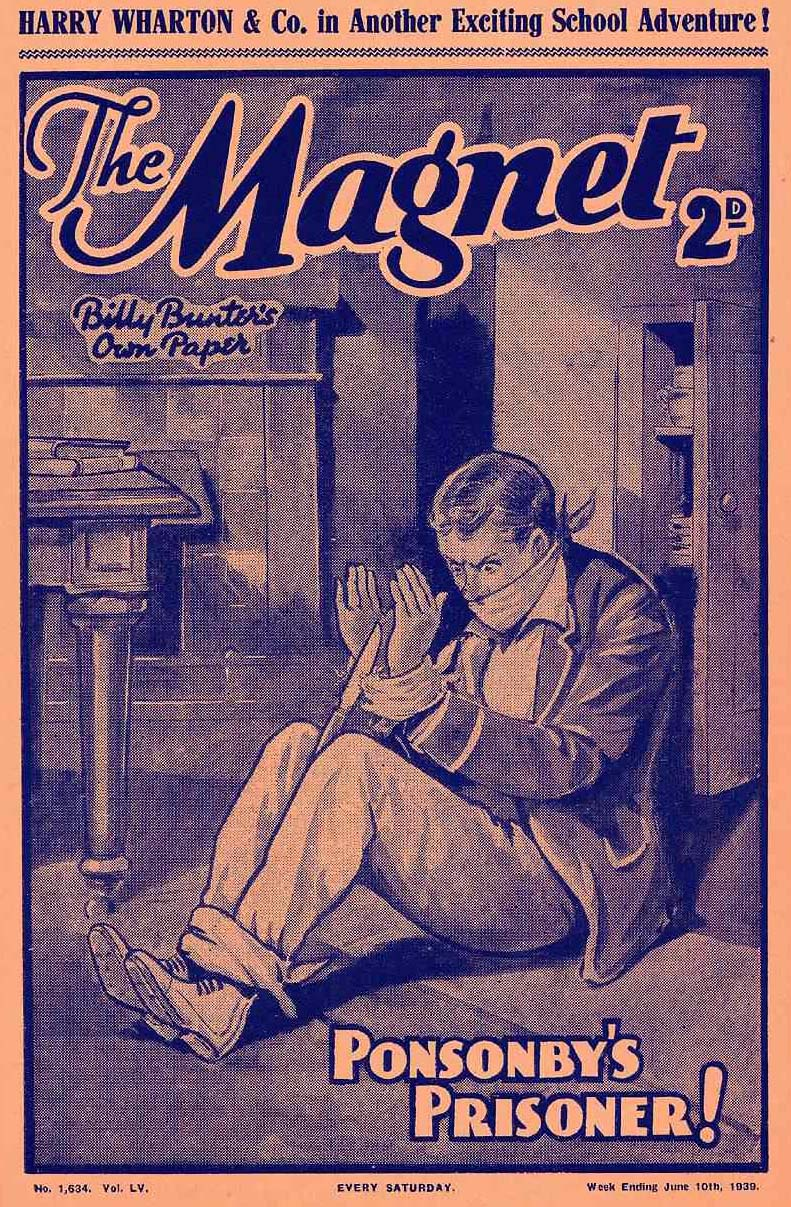 HARRY WHARTON & Co. in Another Exciting School Adventure!
The Magnet 2D
Billy Bunter's
Own Paper
PONSONBY'S
PRISONER!
No. 1,634. Vol. LV. EVERY SATURDAY. Week Ending June 10th, 1939.